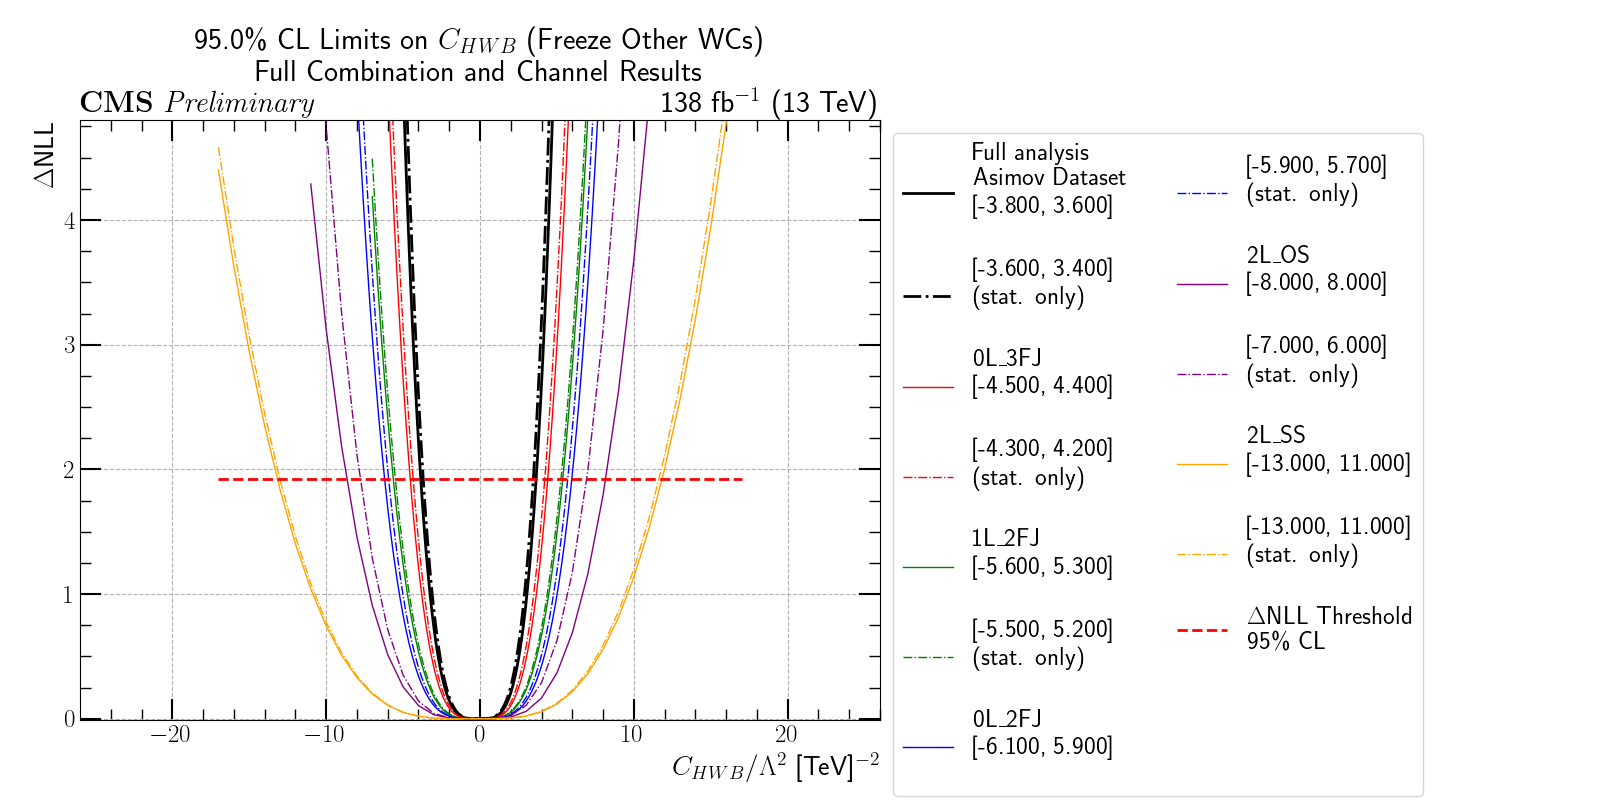 95.0% CL Limits on C_{HWB} (Freeze Other WCs)
Full Combination and Channel Results
CMS Preliminary
138 fb^{-1} (13 TeV)
ΔNLL
4
3
2
1
0
−20
−10
0
10
20
C_{HWB}/Λ^2 [TeV]^{-2}
Full analysis
Asimov Dataset
[-3.800, 3.600]
[-3.600, 3.400]
(stat. only)
0L_3FJ
[-4.500, 4.400]
[-4.300, 4.200]
(stat. only)
1L_2FJ
[-5.600, 5.300]
[-5.500, 5.200]
(stat. only)
0L_2FJ
[-6.100, 5.900]
[-5.900, 5.700]
(stat. only)
2L_OS
[-8.000, 8.000]
[-7.000, 6.000]
(stat. only)
2L_SS
[-13.000, 11.000]
[-13.000, 11.000]
(stat. only)
ΔNLL Threshold
95% CL